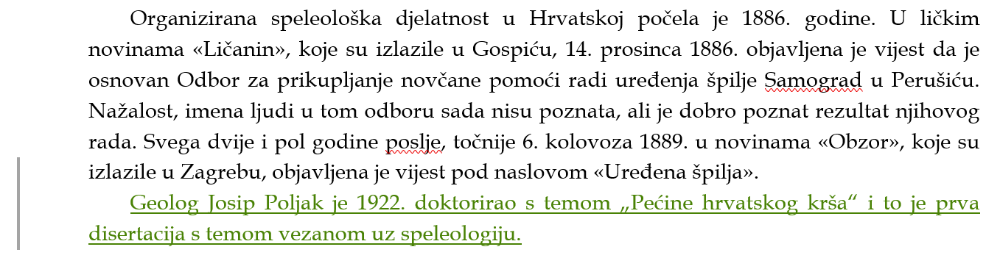 Organizirana speleološka djelatnost u Hrvatskoj počela je 1886. godine. U ličkim
novinama «Ličanin», koje su izlazile u Gospiću, 14. prosinca 1886. objavljena je vijest da je
osnovan Odbor za prikupljanje novčane pomoći radi uređenja špilje Samograd u Perušiću.
Nažalost, imena ljudi u tom odboru sada nisu poznata, ali je dobro poznat rezultat njihovog
rada. Svega dvije i pol godine poslje, točnije 6. kolovoza 1889. u novinama «Obzor», koje su
izlazile u Zagrebu, objavljena je vijest pod naslovom «Uređena špilja».
Geolog Josip Poljak je 1922. doktorirao s temom „Pećine hrvatskog krša“ i to je prva
disertacija s temom vezanom uz speleologiju.